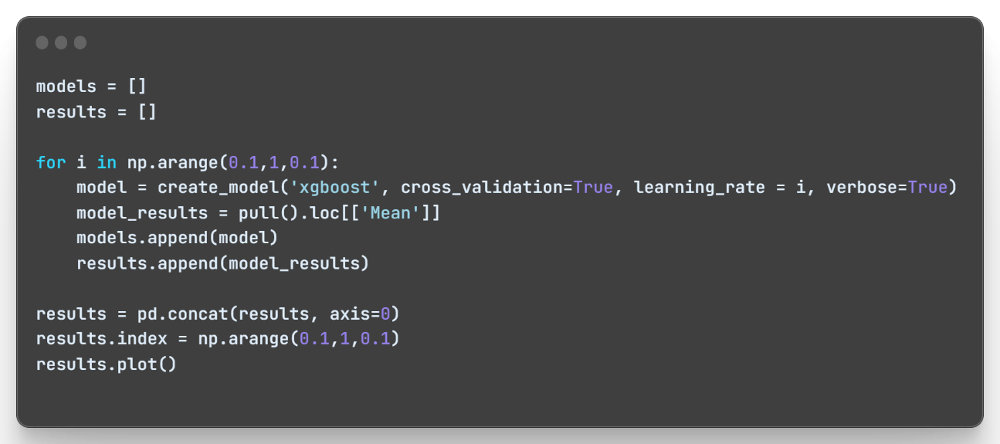 models = []
results = []
for i in np.arange(0.1,1,0.1):
    model = create_model('xgboost', cross_validation=True, learning_rate = i, verbose=True)
    model_results = pull().loc[['Mean']]
    models.append(model)
    results.append(model_results)
results = pd.concat(results, axis=0)
results.index = np.arange(0.1,1,0.1)
results.plot()